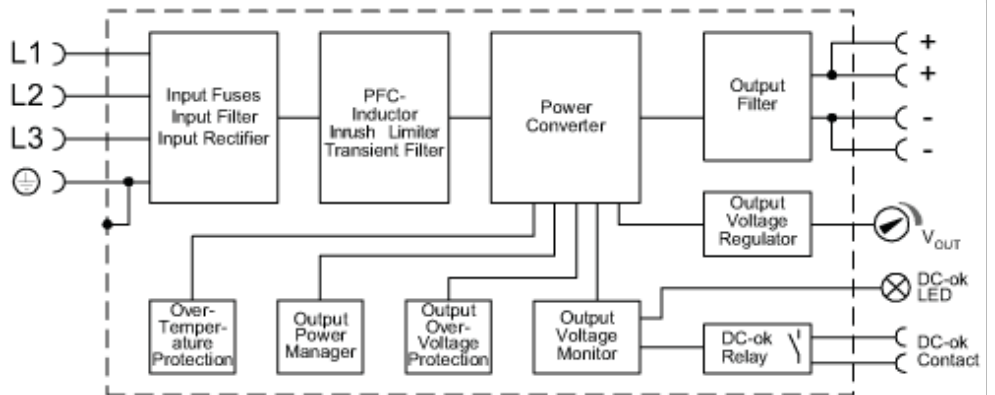 L1
L2
L3
Input Fuses
Input Filter
Input Rectifier
PFC-
Inductor
Inrush Limiter
Transient Filter
Power
Converter
Output
Filter
+
+
-
-
Output
Voltage
Regulator
VOUT
Over-
Temper-
ature
Protection
Output
Power
Manager
Output
Over-
Voltage
Protection
Output
Voltage
Monitor
DC-ok
LED
DC-ok
Relay
DC-ok
Contact